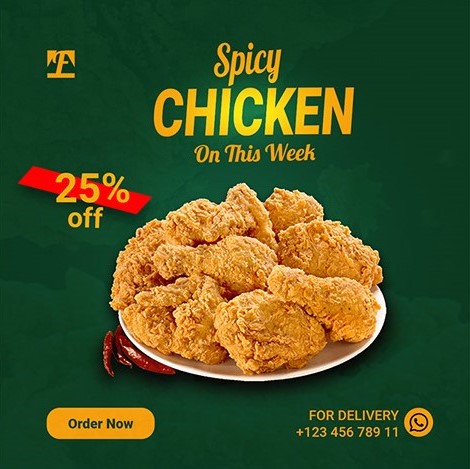 Spicy
CHICKEN
On This Week
25%
off
Order Now
FOR DELIVERY
+123 456 789 11